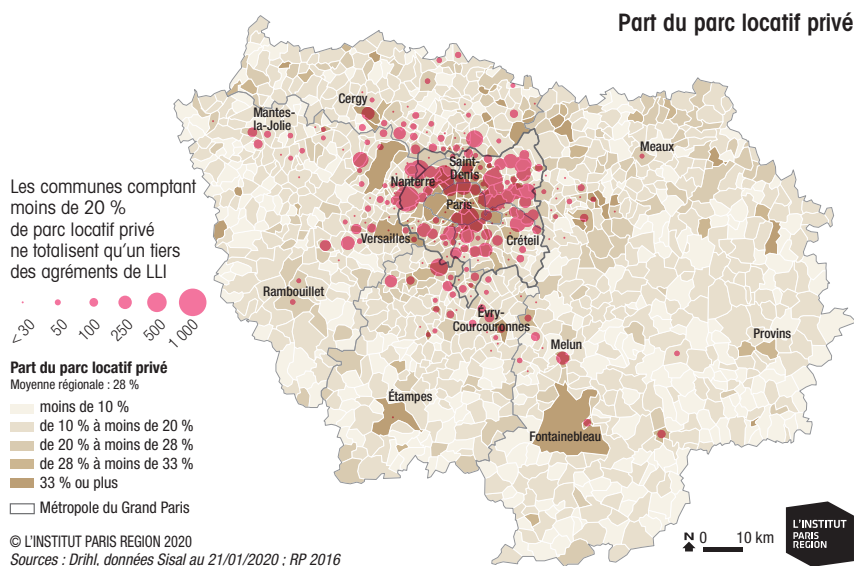 Part du parc locatif privé
Cergy
Mantes-
la-Jolie
Meaux
Saint-
Denis
Nanterre
Paris
Les communes comptant
moins de 20 %
de parc locatif privé
ne totalisent qu'un tiers
des agréments de LLI
Versailles
Créteil
Rambouillet
<30
50
100
250
500
1 000
Évry-
Courcouronnes
Provins
Melun
Part du parc locatif privé
Moyenne régionale : 28 %
moins de 10 %
de 10 % à moins de 20 %
de 20 % à moins de 28 %
de 28 % à moins de 33 %
33 % ou plus
Métropole du Grand Paris
Étampes
Fontainebleau
© L'INSTITUT PARIS REGION 2020
Sources : Drihl, données Sisal au 21/01/2020 ; RP 2016
N 0 10 km
L'INSTITUT
PARIS
REGION